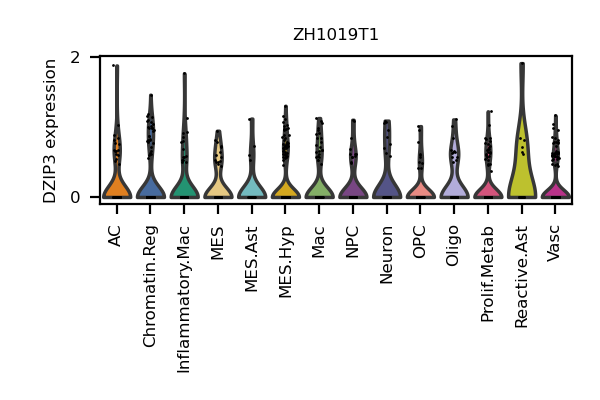 ZH1019T1
DZIP3 expression
2
0
AC
Chromatin.Reg
Inflammatory.Mac
MES
MES.Ast
MES.Hyp
Mac
NPC
Neuron
OPC
Oligo
Prolif.Metab
Reactive.Ast
Vasc